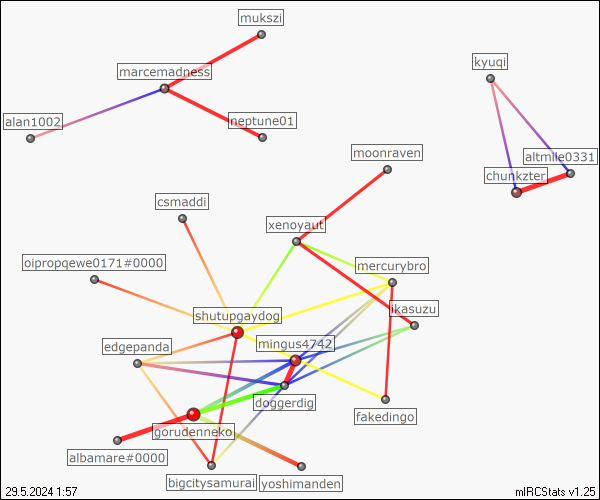 mukszi
kyuqi
marcemadness
alan1002
neptune01
moonraven
altmile0331
chunkzter
csmaddi
xenoyaut
oipropqewe0171#0000
mercurybro
shutupgaydog
ikasuzu
edgepanda
mingus4742
doggerdig
fakedingo
gorudenneko
albamare#0000
bigcitysamurai
yoshimanden
29.5.2024 1:57
mIRCStats v1.25